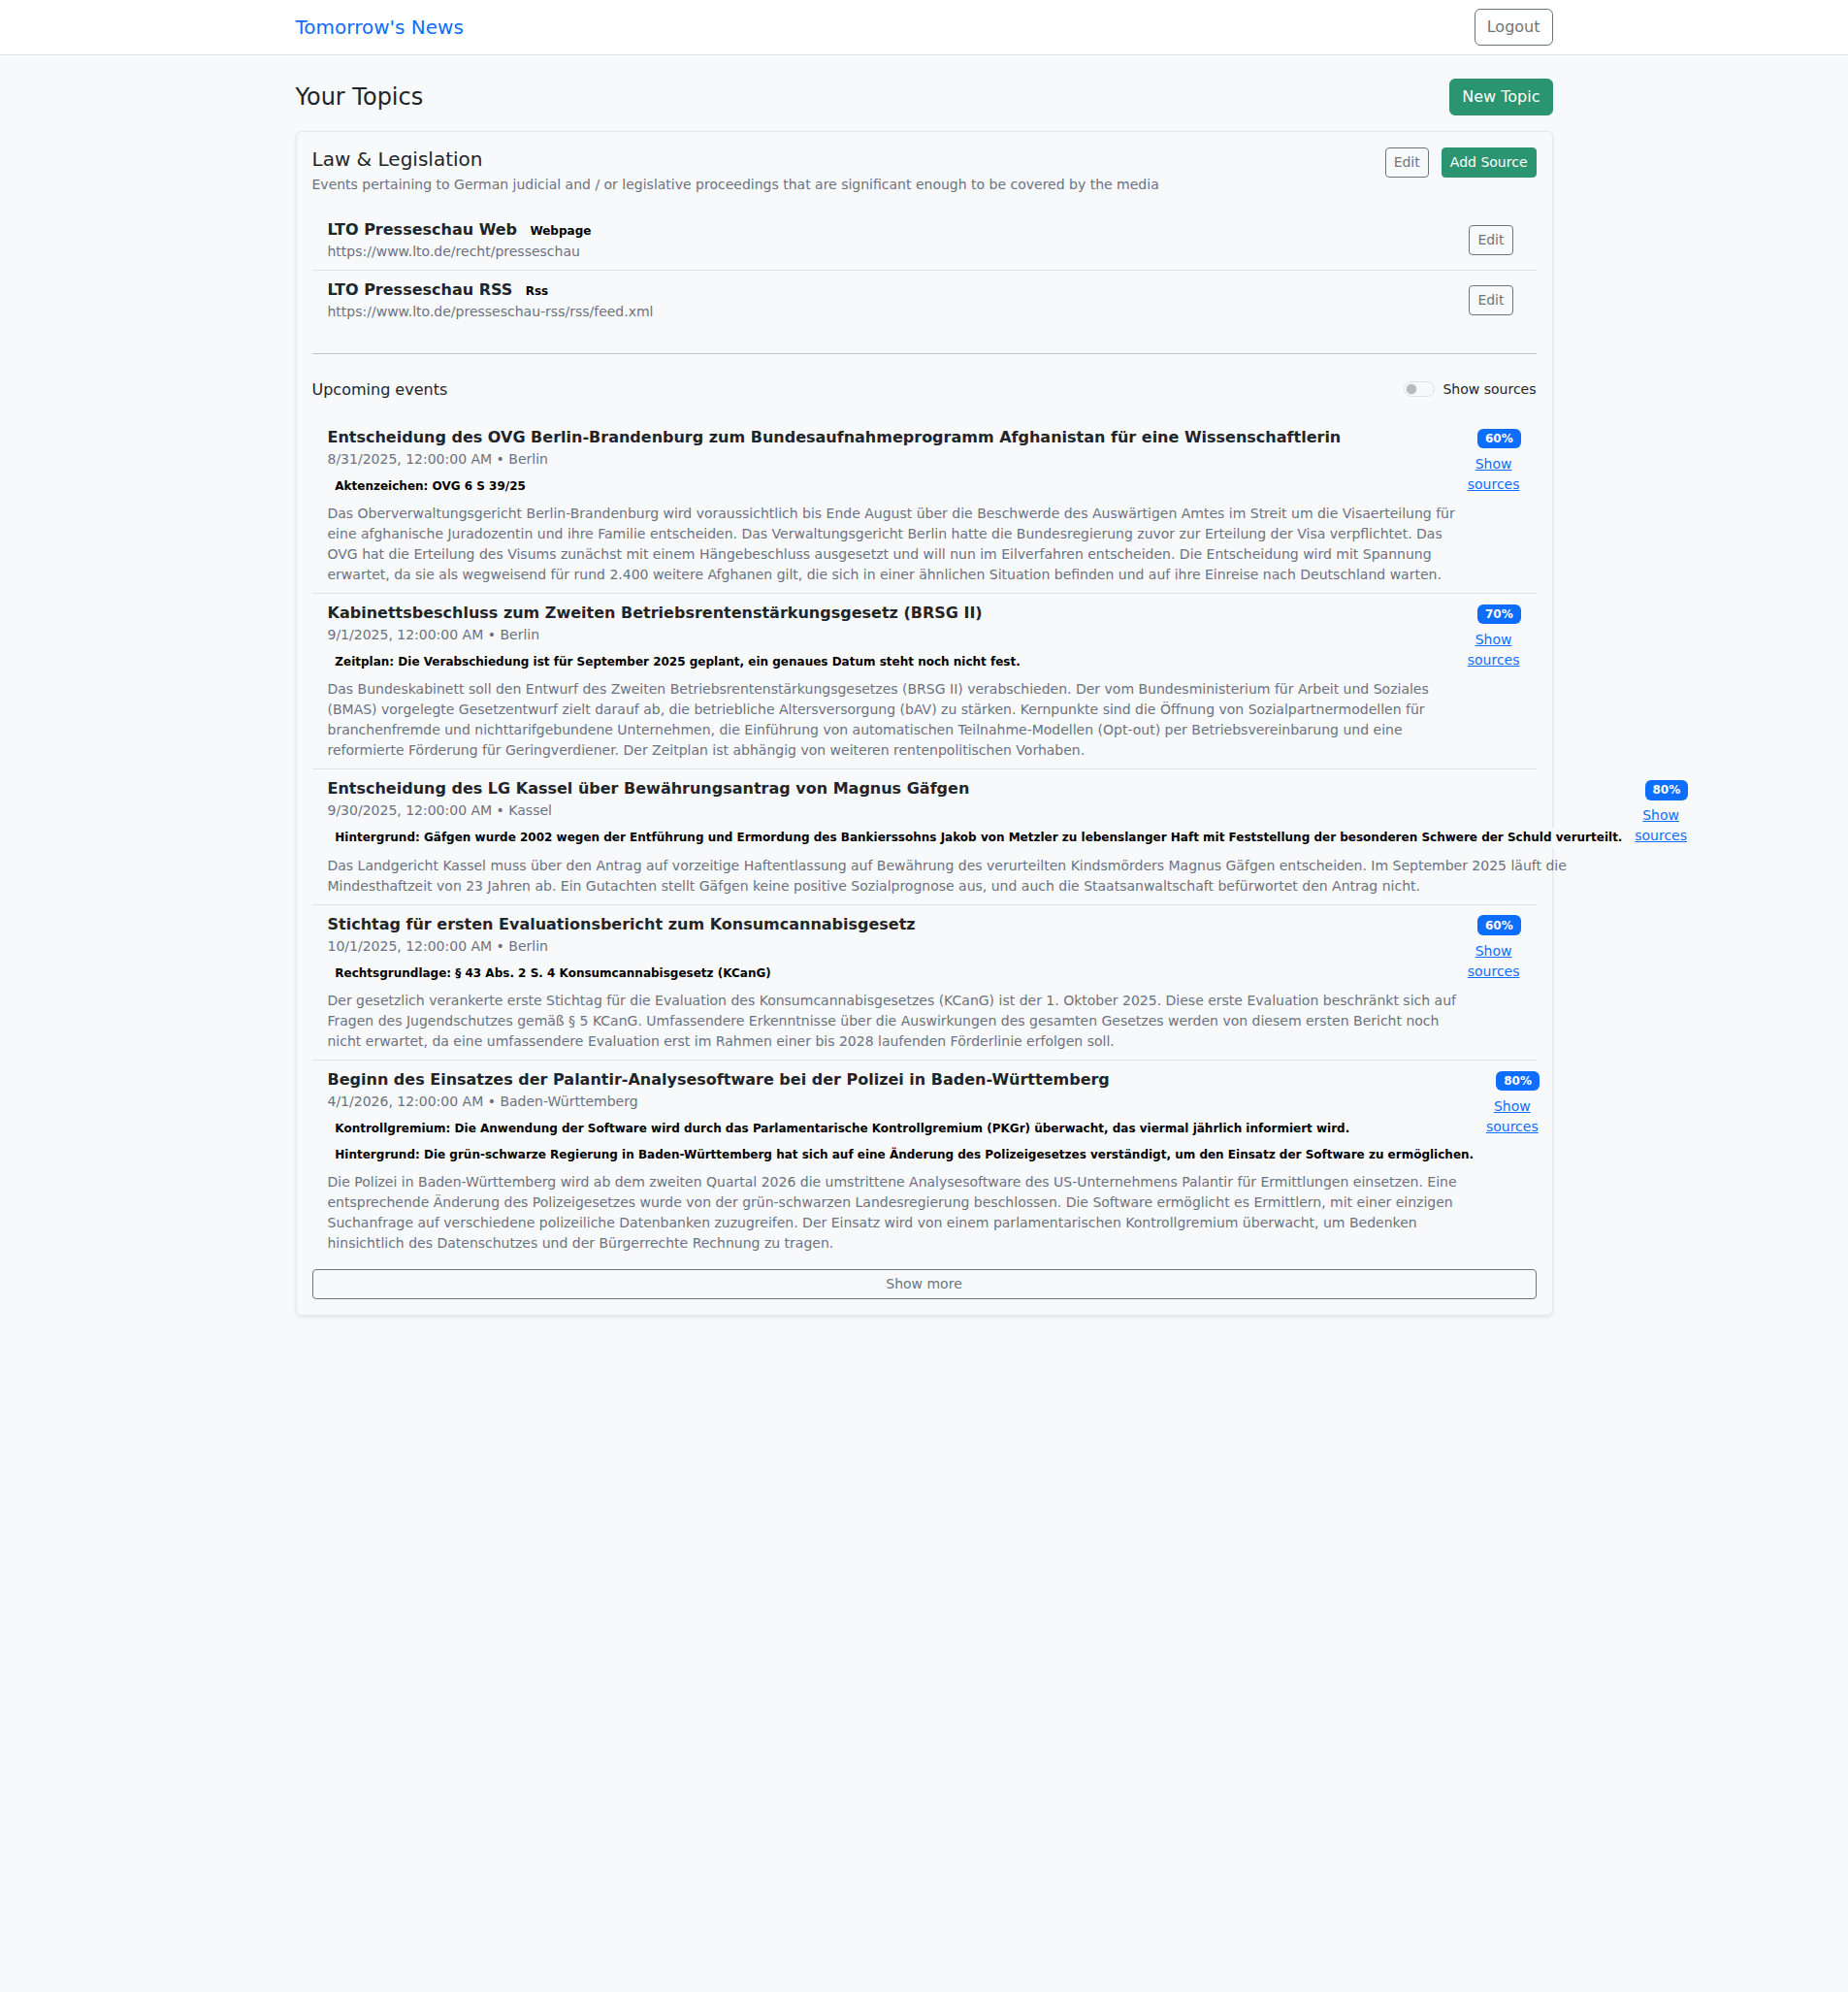 Tomorrow's News
Logout
Your Topics
New Topic
Law & Legislation
Edit
Add Source
Events pertaining to German judicial and / or legislative proceedings that are significant enough to be covered by the media
LTO Presseschau Web Webpage
https://www.lto.de/recht/presseschau
Edit
LTO Presseschau RSS Rss
https://www.lto.de/presseschau-rss/rss/feed.xml
Edit
Upcoming events
Show sources
Entscheidung des OVG Berlin-Brandenburg zum Bundesaufnahmeprogramm Afghanistan für eine Wissenschaftlerin
60%
8/31/2025, 12:00:00 AM • Berlin
Show
sources
Aktenzeichen: OVG 6 S 39/25
Das Oberverwaltungsgericht Berlin-Brandenburg wird voraussichtlich bis Ende August über die Beschwerde des Auswärtigen Amtes im Streit um die Visaerteilung für
eine afghanische Juradozentin und ihre Familie entscheiden. Das Verwaltungsgericht Berlin hatte die Bundesregierung zuvor zur Erteilung der Visa verpflichtet. Das
OVG hat die Erteilung des Visums zunächst mit einem Hängebeschluss ausgesetzt und will nun im Eilverfahren entscheiden. Die Entscheidung wird mit Spannung
erwartet, da sie als wegweisend für rund 2.400 weitere Afghanen gilt, die sich in einer ähnlichen Situation befinden und auf ihre Einreise nach Deutschland warten.
Kabinettsbeschluss zum Zweiten Betriebsrentenstärkungsgesetz (BRSG II)
70%
9/1/2025, 12:00:00 AM • Berlin
Show
sources
Zeitplan: Die Verabschiedung ist für September 2025 geplant, ein genaues Datum steht noch nicht fest.
Das Bundeskabinett soll den Entwurf des Zweiten Betriebsrentenstärkungsgesetzes (BRSG II) verabschieden. Der vom Bundesministerium für Arbeit und Soziales
(BMAS) vorgelegte Gesetzentwurf zielt darauf ab, die betriebliche Altersversorgung (bAV) zu stärken. Kernpunkte sind die Öffnung von Sozialpartnermodellen für
branchenfremde und nichttarifgebundene Unternehmen, die Einführung von automatischen Teilnahme-Modellen (Opt-out) per Betriebsvereinbarung und eine
reformierte Förderung für Geringverdiener. Der Zeitplan ist abhängig von weiteren rentenpolitischen Vorhaben.
Entscheidung des LG Kassel über Bewährungsantrag von Magnus Gäfgen
80%
9/30/2025, 12:00:00 AM • Kassel
Show
sources
Hintergrund: Gäfgen wurde 2002 wegen der Entführung und Ermordung des Bankierssohns Jakob von Metzler zu lebenslanger Haft mit Feststellung der besonderen Schwere der Schuld verurteilt.
Das Landgericht Kassel muss über den Antrag auf vorzeitige Haftentlassung auf Bewährung des verurteilten Kindsmörders Magnus Gäfgen entscheiden. Im September 2025 läuft die
Mindesthaftzeit von 23 Jahren ab. Ein Gutachten stellt Gäfgen keine positive Sozialprognose aus, und auch die Staatsanwaltschaft befürwortet den Antrag nicht.
Stichtag für ersten Evaluationsbericht zum Konsumcannabisgesetz
60%
10/1/2025, 12:00:00 AM • Berlin
Show
sources
Rechtsgrundlage: § 43 Abs. 2 S. 4 Konsumcannabisgesetz (KCanG)
Der gesetzlich verankerte erste Stichtag für die Evaluation des Konsumcannabisgesetzes (KCanG) ist der 1. Oktober 2025. Diese erste Evaluation beschränkt sich auf
Fragen des Jugendschutzes gemäß § 5 KCanG. Umfassendere Erkenntnisse über die Auswirkungen des gesamten Gesetzes werden von diesem ersten Bericht noch
nicht erwartet, da eine umfassendere Evaluation erst im Rahmen einer bis 2028 laufenden Förderlinie erfolgen soll.
Beginn des Einsatzes der Palantir-Analysesoftware bei der Polizei in Baden-Württemberg
80%
4/1/2026, 12:00:00 AM • Baden-Württemberg
Show
sources
Kontrollgremium: Die Anwendung der Software wird durch das Parlamentarische Kontrollgremium (PKGr) überwacht, das viermal jährlich informiert wird.
Hintergrund: Die grün-schwarze Regierung in Baden-Württemberg hat sich auf eine Änderung des Polizeigesetzes verständigt, um den Einsatz der Software zu ermöglichen.
Die Polizei in Baden-Württemberg wird ab dem zweiten Quartal 2026 die umstrittene Analysesoftware des US-Unternehmens Palantir für Ermittlungen einsetzen. Eine
entsprechende Änderung des Polizeigesetzes wurde von der grün-schwarzen Landesregierung beschlossen. Die Software ermöglicht es Ermittlern, mit einer einzigen
Suchanfrage auf verschiedene polizeiliche Datenbanken zuzugreifen. Der Einsatz wird von einem parlamentarischen Kontrollgremium überwacht, um Bedenken
hinsichtlich des Datenschutzes und der Bürgerrechte Rechnung zu tragen.
Show more